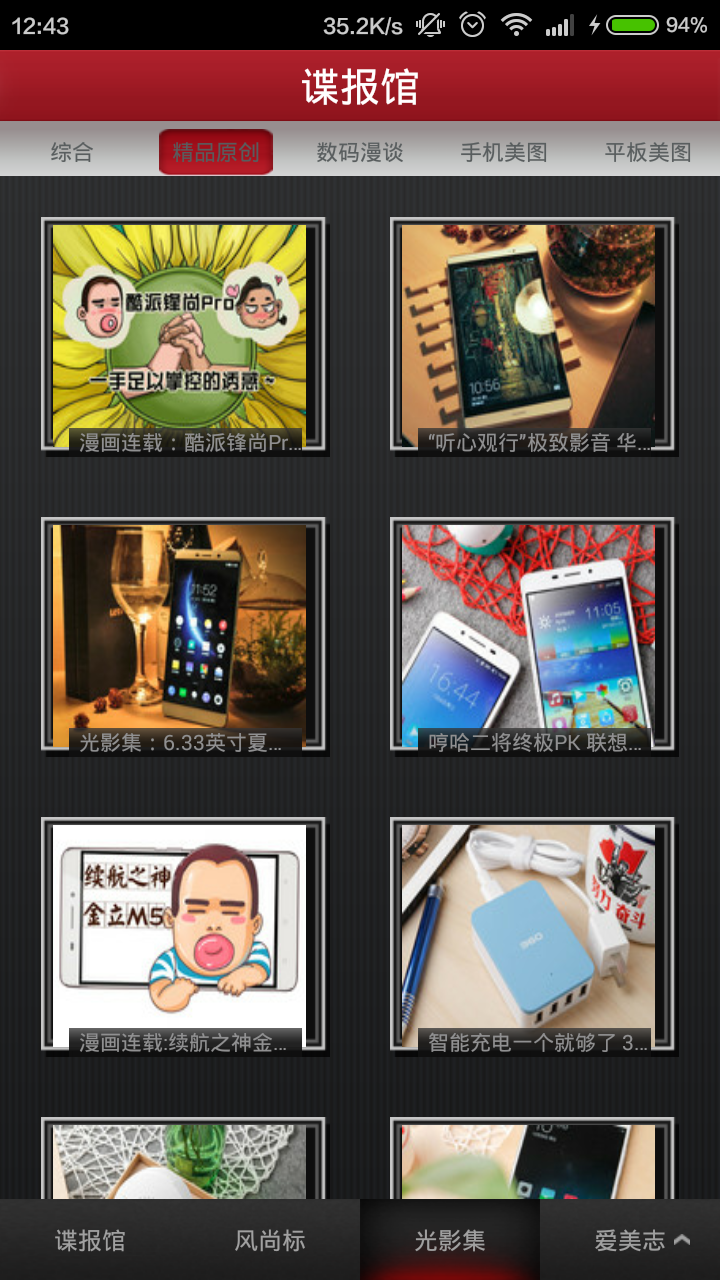 12:43 35.2K/s 94%
谍报馆
综合 精品原创 数码漫谈 手机美图 平板美图
酷派锋尚Pro
一手足以掌控的诱惑~
漫画连载：酷派锋尚Pr...
10:56
“听心观行”极致影音 华...
11:52
光影集：6.33英寸夏...
11:05
16:44
哼哈二将终极PK 联想...
续航之神
金立M5
漫画连载:续航之神金...
360
努力 奋斗
智能充电一个就够了 3...
谍报馆 风尚标 光影集 爱美志